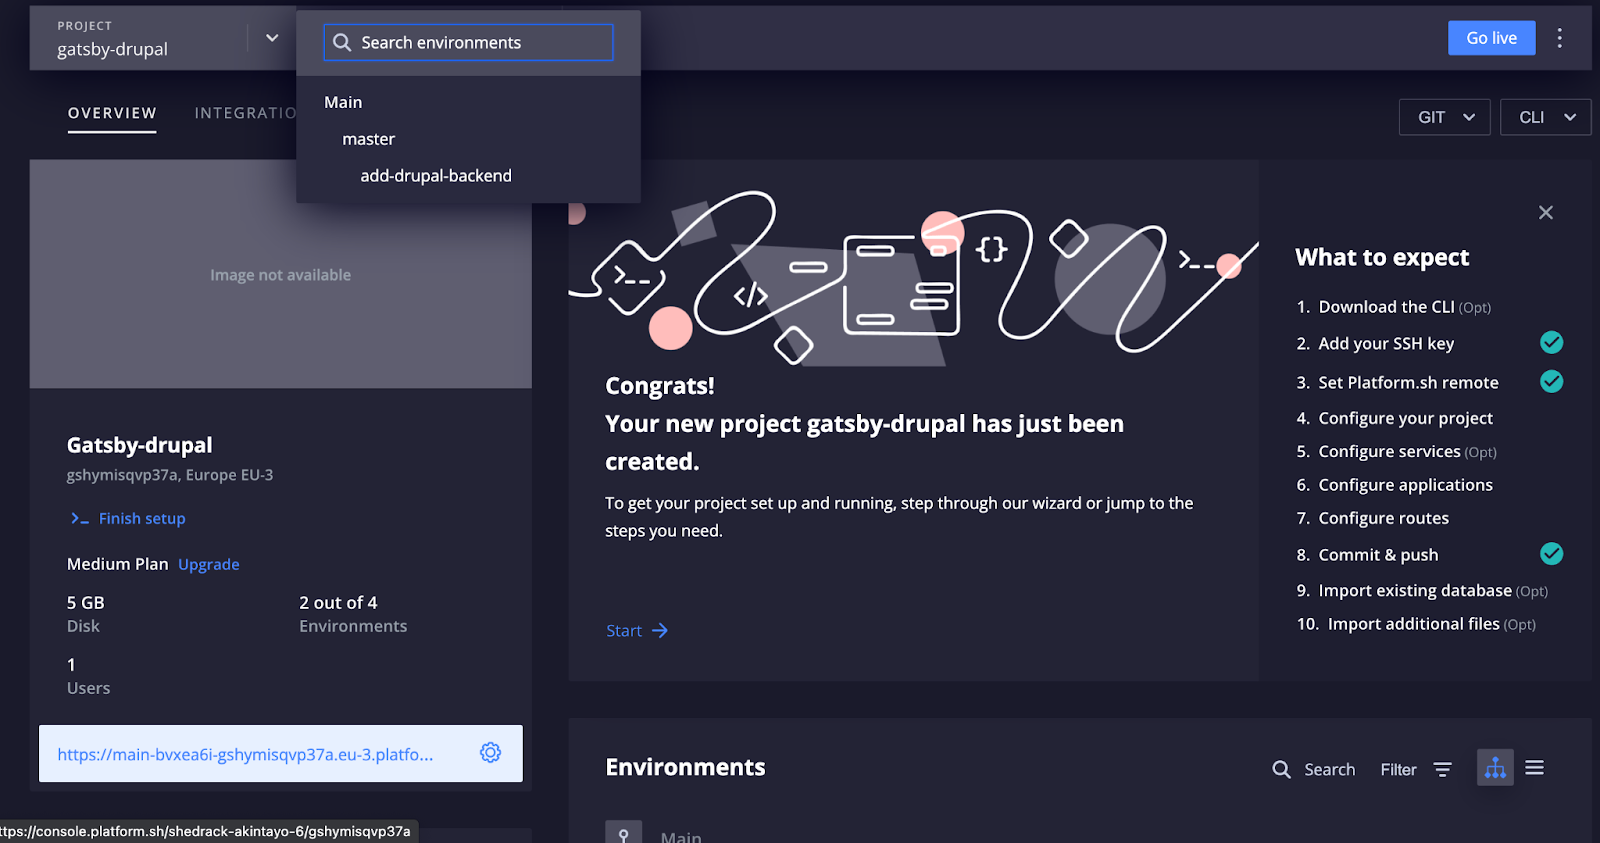 PROJECT
gatsby-drupal
Search environments
Main
master
add-drupal-backend
Go live
OVERVIEW
INTEGRATIO
GIT
CLI
Image not available
Gatsby-drupal
gshymisqvp37a, Europe EU-3
Finish setup
Medium Plan Upgrade
5 GB
Disk
2 out of 4
Environments
1
Users
https://main-bvxea6i-gshymisqvp37a.eu-3.platfo...
>_--
</>
{}
>_--
Congrats!
Your new project gatsby-drupal has just been
created.
To get your project set up and running, step through our wizard or jump to the
steps you need.
Start
What to expect
1. Download the CLI (Opt)
2. Add your SSH key
3. Set Platform.sh remote
4. Configure your project
5. Configure services (Opt)
6. Configure applications
7. Configure routes
8. Commit & push
9. Import existing database (Opt)
10. Import additional files (Opt)
Environments
Search
Filter
Main
ttps://console.platform.sh/shedrack-akintayo-6/gshymisqvp37a